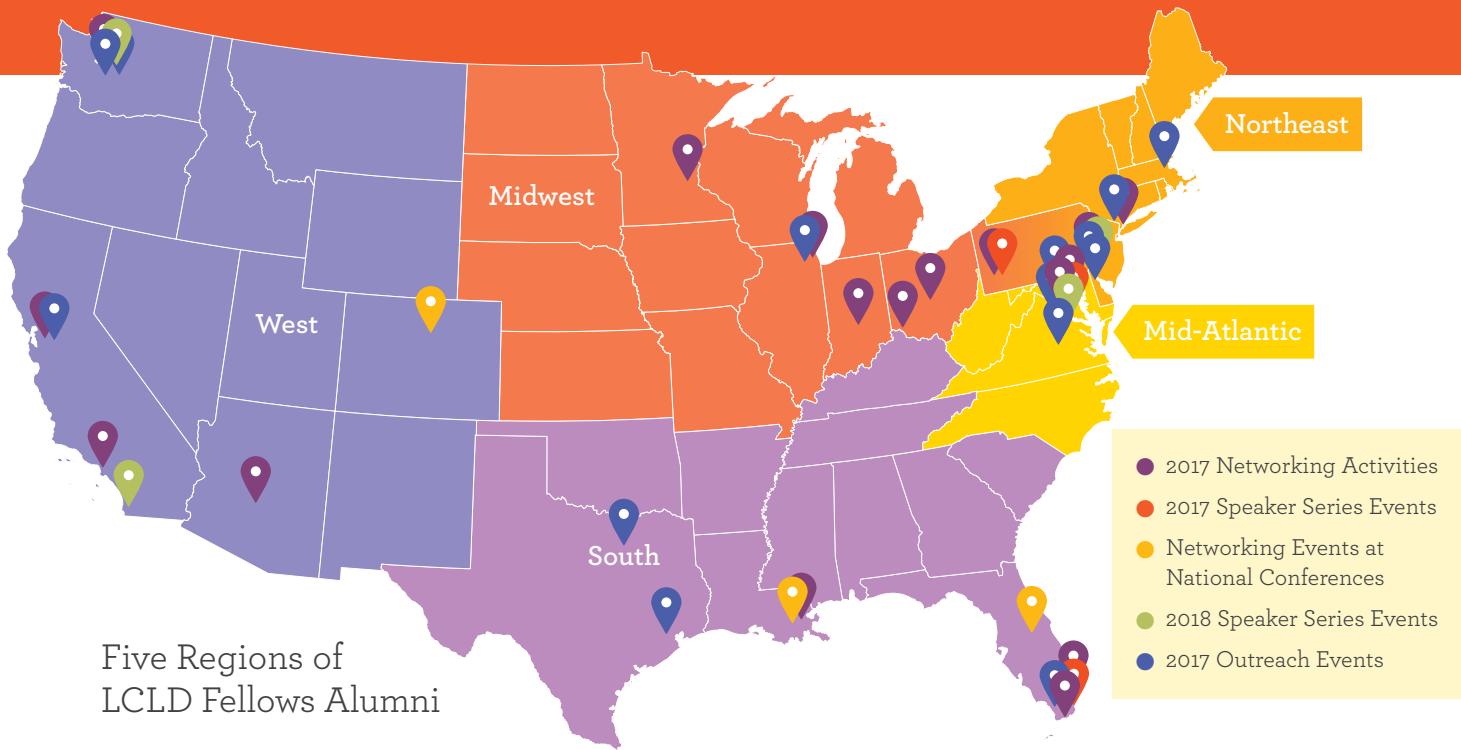 Northeast
Midwest
West
Mid-Atlantic
South
2017 Networking Activities
2017 Speaker Series Events
Networking Events at
National Conferences
2018 Speaker Series Events
2017 Outreach Events
Five Regions of
LCLD Fellows Alumni